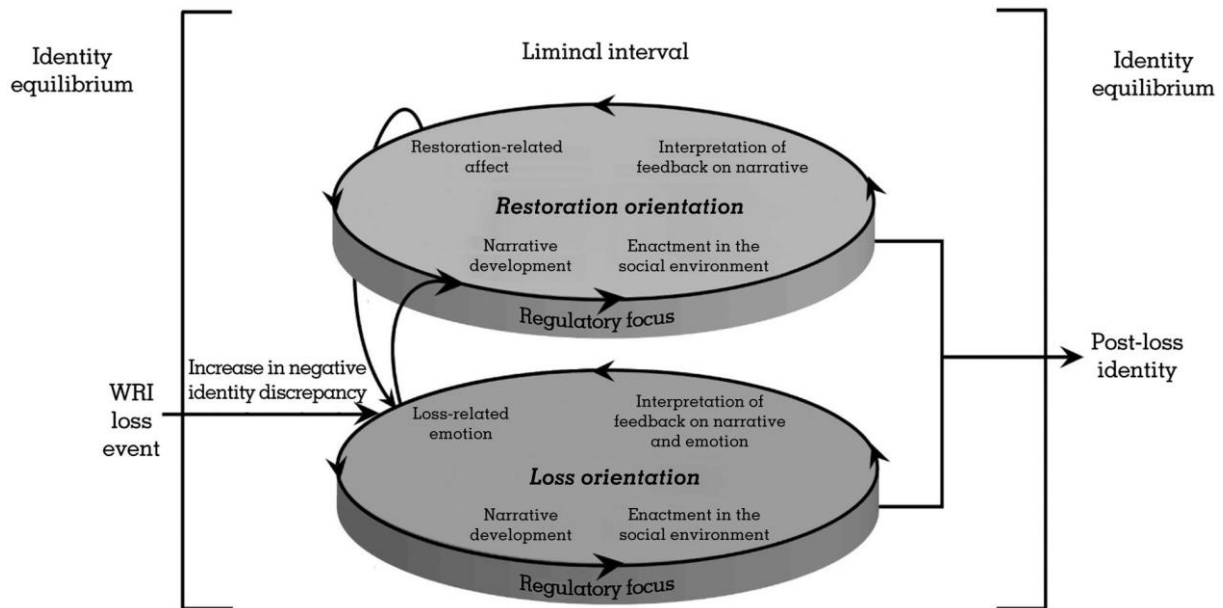 Identity
equilibrium
Liminal interval
Identity
equilibrium
Restoration-related
affect
Interpretation of
feedback on narrative
Restoration orientation
Narrative
development
Enactment in the
social environment
Regulatory focus
Increase in negative
identity discrepancy
WRI
loss
event
Post-loss
identity
Loss-related
emotion
Interpretation of
feedback on narrative
and emotion
Loss orientation
Narrative
development
Enactment in the
social environment
Regulatory focus